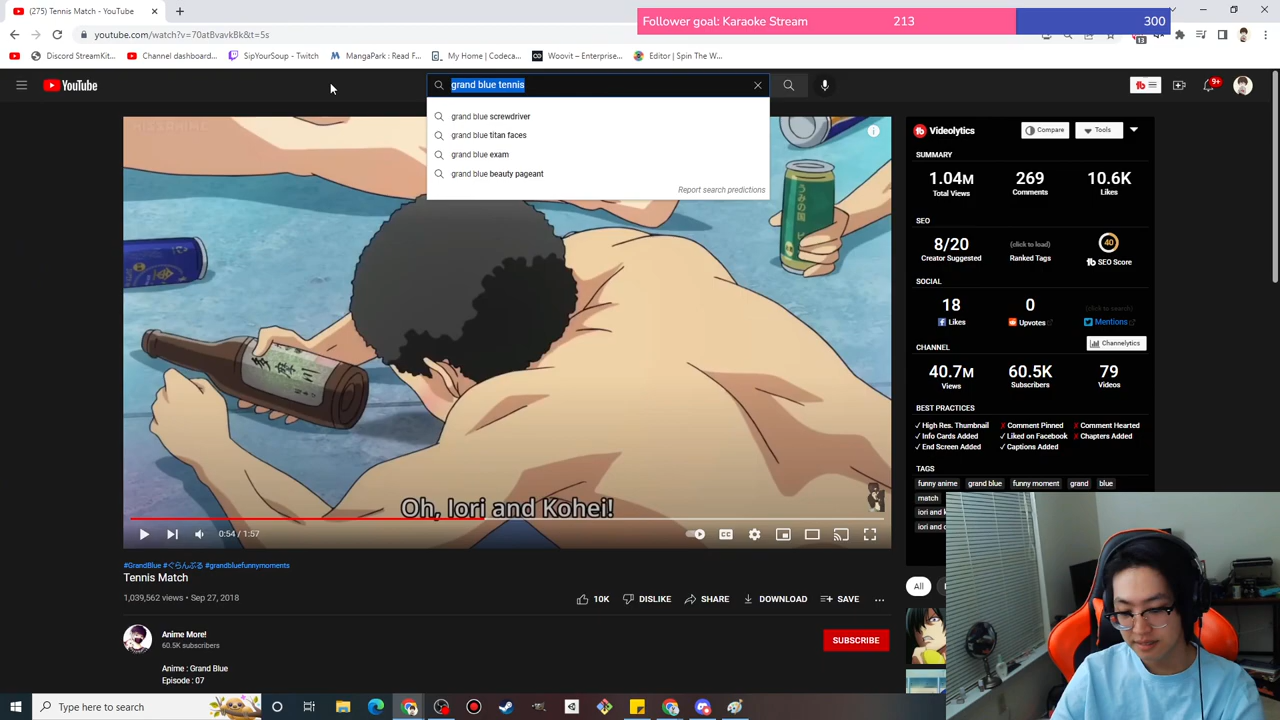 (275) Tennis Match - YouTube
Follower goal: Karaoke Stream 213 300
youtube.com/watch?v=70atBvavkBk&t=5s
13
Discord StreamKit... Channel dashboard... SipYourSoup - Twitch MangaPark : Read F... My Home | Codeca... Woovit – Enterprise... Editor | Spin The W...
YouTube
grand blue tennis
9+
grand blue screwdriver
grand blue titan faces
grand blue exam
grand blue beauty pageant
Report search predictions
Videolytics Compare Tools
SUMMARY
1.04M 269 10.6K
Total Views Comments Likes
SEO
8/20 (click to load) 40
Creator Suggested Ranked Tags SEO Score
SOCIAL
18 0 (click to search)
Likes Upvotes Mentions
Channelytics
CHANNEL
40.7M 60.5K 79
Views Subscribers Videos
BEST PRACTICES
✓ High Res. Thumbnail ✗ Comment Pinned ✗ Comment Hearted
✓ Info Cards Added ✓ Liked on Facebook ✗ Chapters Added
✓ End Screen Added ✓ Captions Added
TAGS
funny anime grand blue funny moment grand blue
match
Oh, Iori and Kohei!
0:54 / 1:57
CC
#GrandBlue #ぐらんぶる #grandbluefunnymoments
Tennis Match
1,039,562 views • Sep 27, 2018
10K DISLIKE SHARE DOWNLOAD SAVE
All
Anime More!
60.5K subscribers
SUBSCRIBE
Anime : Grand Blue
Episode : 07
Type here to search